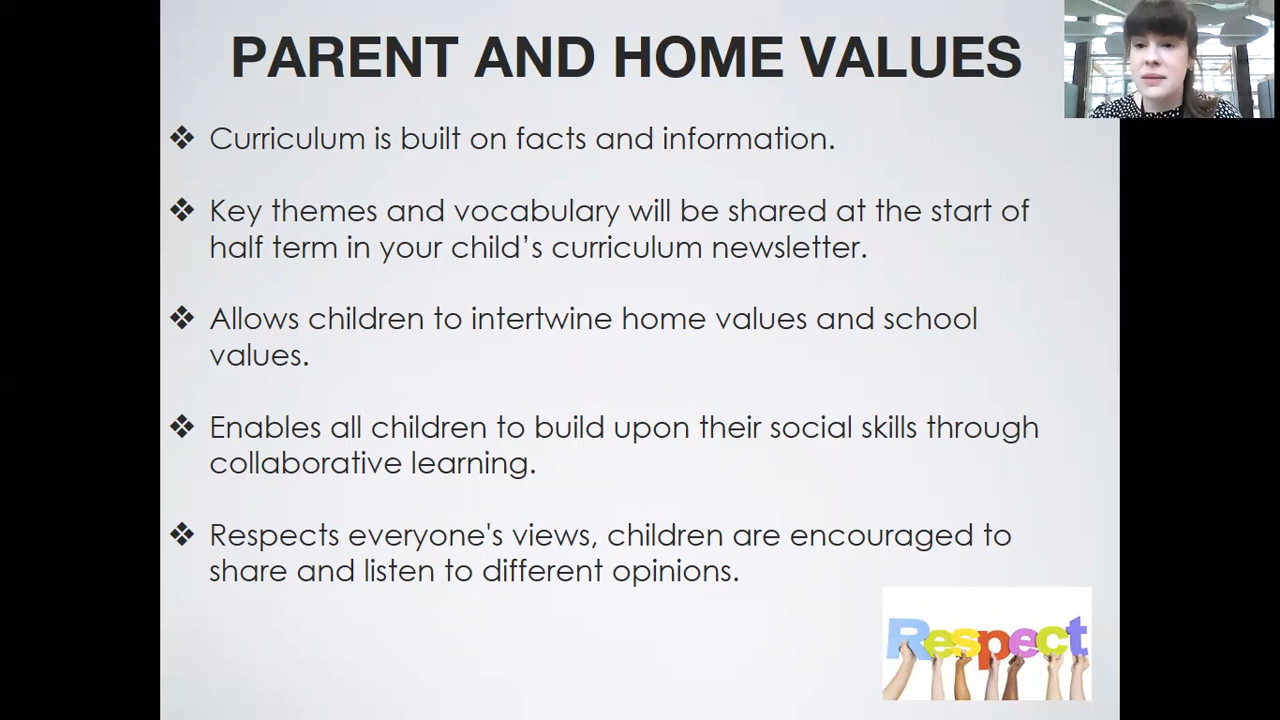 PARENT AND HOME VALUES
❖ Curriculum is built on facts and information.
❖ Key themes and vocabulary will be shared at the start of
half term in your child’s curriculum newsletter.
❖ Allows children to intertwine home values and school
values.
❖ Enables all children to build upon their social skills through
collaborative learning.
❖ Respects everyone's views, children are encouraged to
share and listen to different opinions.
Respect